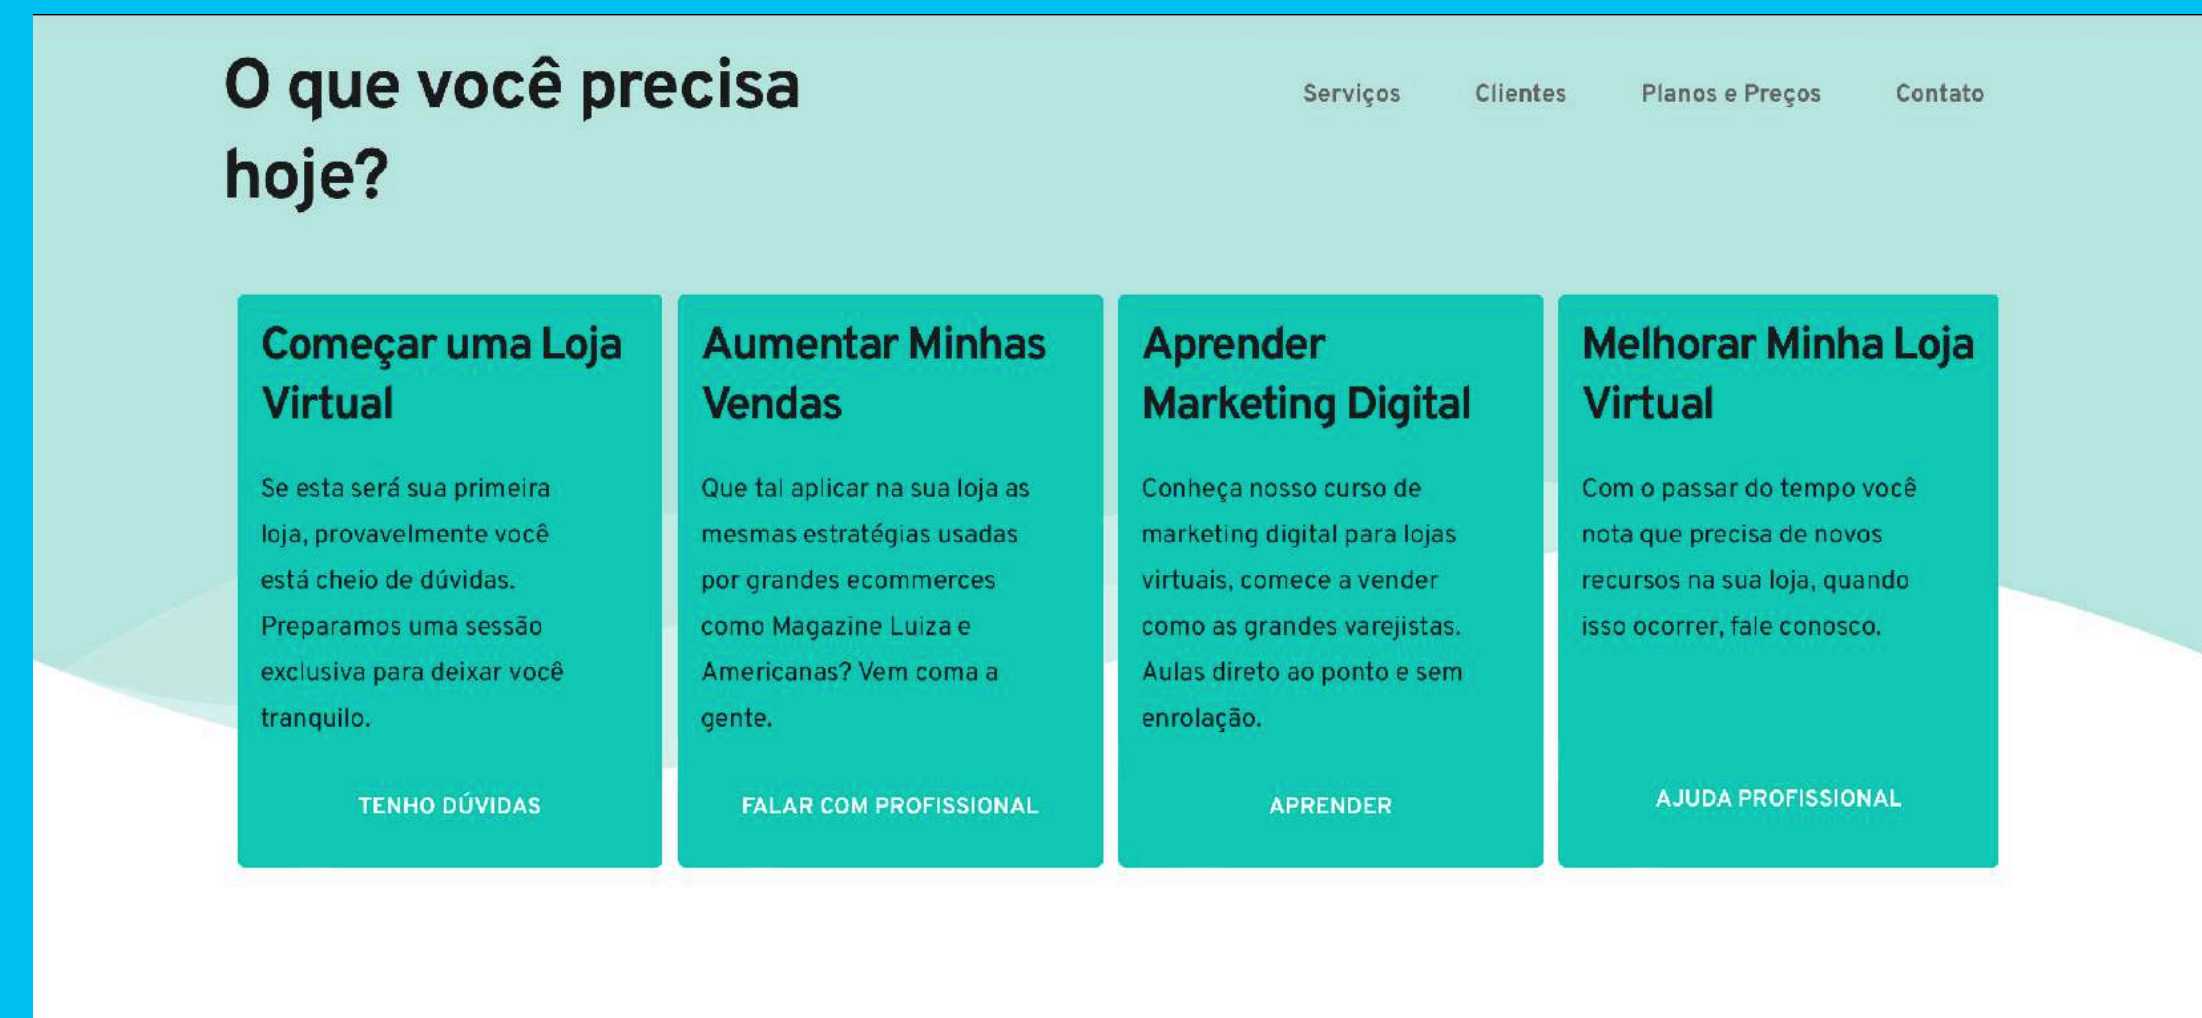 O que você precisa
hoje?
Serviços Clientes Planos e Preços Contato
Começar uma Loja
Virtual
Se esta será sua primeira
loja, provavelmente você
está cheio de dúvidas.
Preparamos uma sessão
exclusiva para deixar você
tranquilo.
TENHO DÚVIDAS
Aumentar Minhas
Vendas
Que tal aplicar na sua loja as
mesmas estratégias usadas
por grandes ecommerces
como Magazine Luiza e
Americanas? Vem coma a
gente.
FALAR COM PROFISSIONAL
Aprender
Marketing Digital
Conheça nosso curso de
marketing digital para lojas
virtuais, comece a vender
como as grandes varejistas.
Aulas direto ao ponto e sem
enrolação.
APRENDER
Melhorar Minha Loja
Virtual
Com o passar do tempo você
nota que precisa de novos
recursos na sua loja, quando
isso ocorrer, fale conosco.
AJUDA PROFISSIONAL